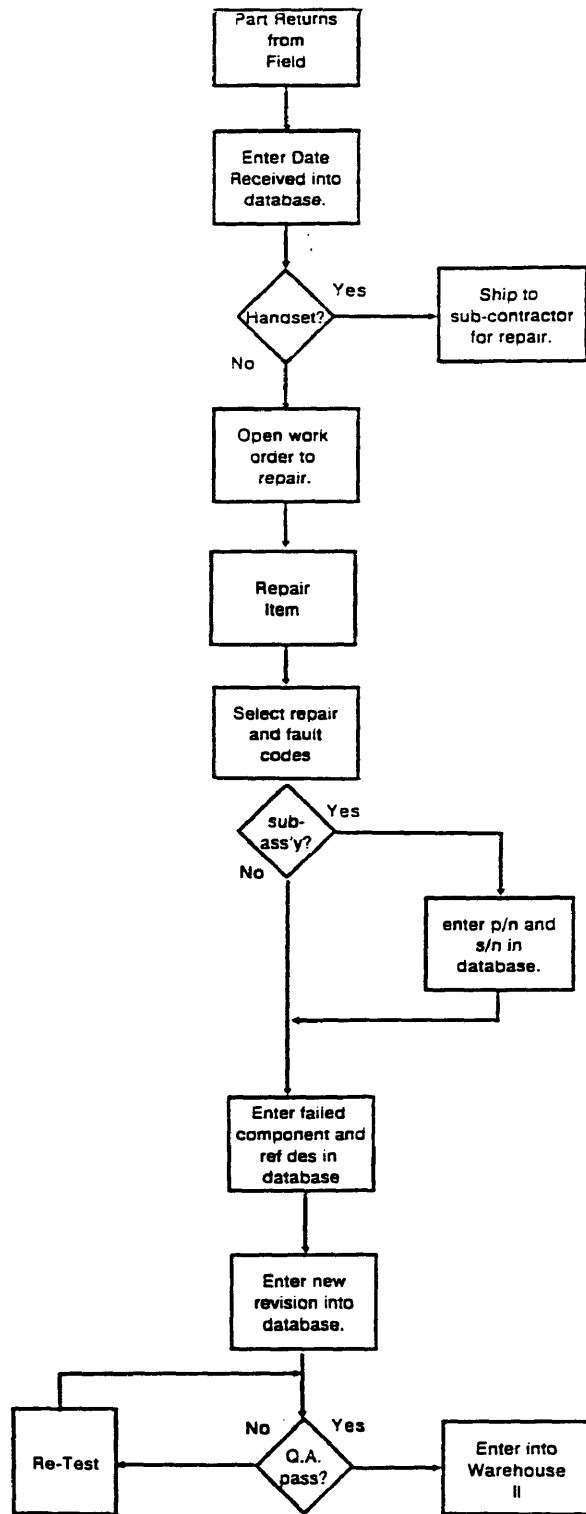 Part Returns
from
Field
Enter Date
Received into
database.
Handset?
Yes
No
Ship to
sub-contractor
for repair.
Open work
order to
repair.
Repair
Item
Select repair
and fault
codes
sub-
ass'y?
Yes
No
enter p/n and
s/n in
database.
Enter failed
component and
ref des in
database
Enter new
revision into
database.
No
Yes
Q.A.
pass?
Re-Test
Enter into
Warehouse
II